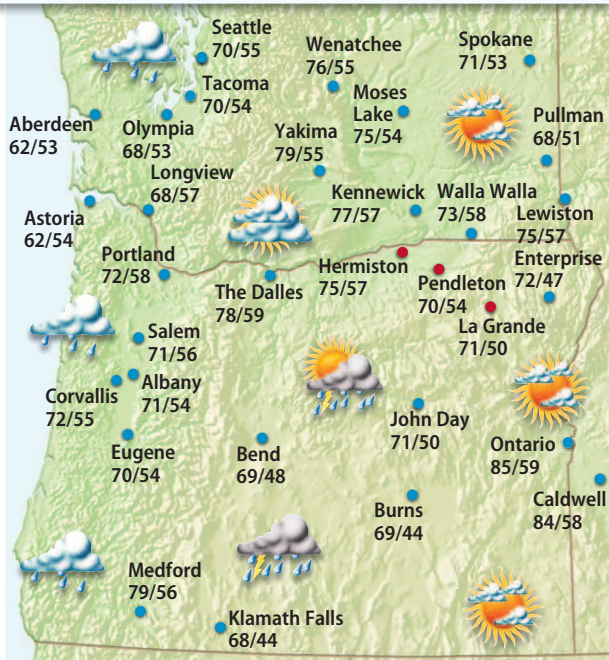 Seattle
70/55
Wenatchee
76/55
Spokane
71/53
Tacoma
70/54
Moses
Lake
75/54
Pullman
68/51
Aberdeen
62/53
Olympia
68/53
Yakima
79/55
Longview
68/57
Kennewick
77/57
Walla Walla
73/58
Lewiston
75/57
Astoria
62/54
Portland
72/58
The Dalles
78/59
Hermiston
75/57
Pendleton
70/54
Enterprise
72/47
La Grande
71/50
Salem
71/56
Corvallis
72/55
Albany
71/54
John Day
71/50
Eugene
70/54
Bend
69/48
Ontario
85/59
Burns
69/44
Caldwell
84/58
Medford
79/56
Klamath Falls
68/44